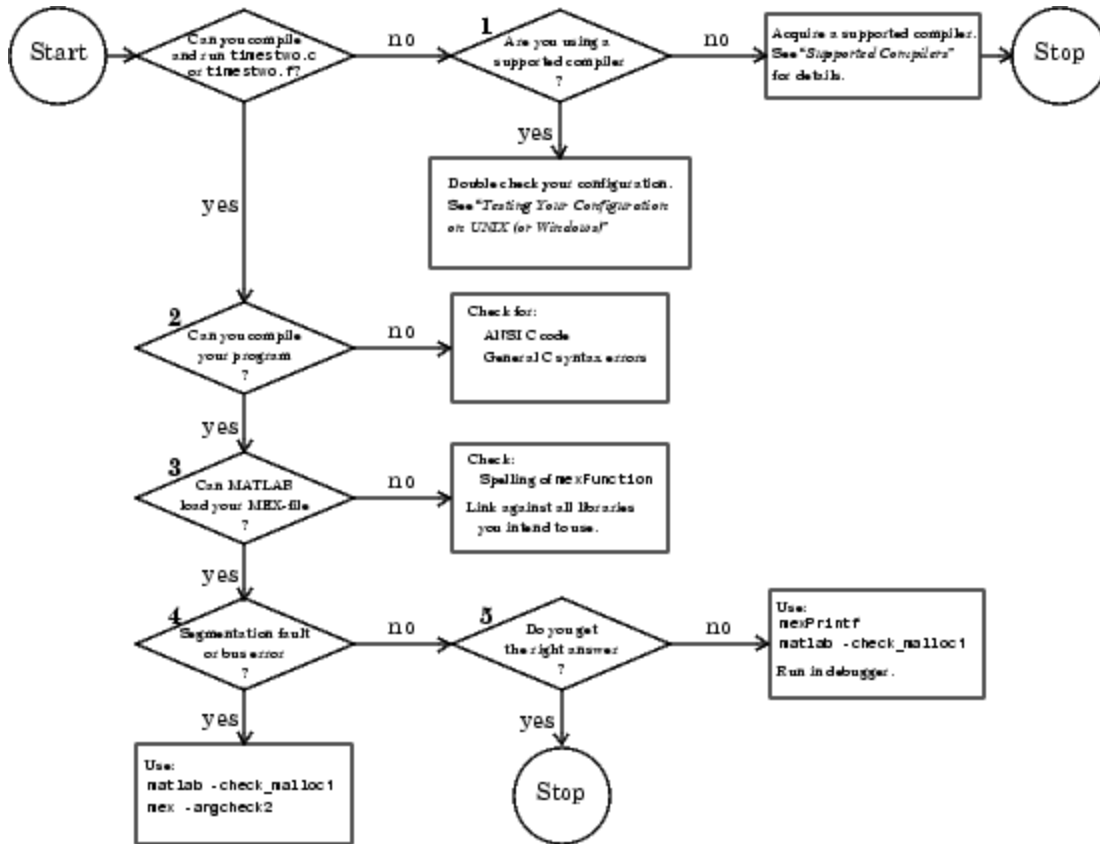 Start
Can you compile
and run timestwo.c
or timestwo.f?
no
1
Are you using a
supported compiler
?
no
Acquire a supported compiler.
See "Supported Compilers"
for details.
Stop
yes
Double check your configuration.
See "Testing Your Configuration
on UNIX (or Windows)"
yes
2
Can you compile
your program
?
no
Check for:
ANSI C code
General C syntax errors
yes
3
Can MATLAB
load your MEX-file
?
no
Check:
Spelling of mexFunction
Link against all libraries
you intend to use.
yes
4
Segmentation fault
or bus error
?
no
5
Do you get
the right answer
?
no
Use:
mexPrintf
matlab -check_malloc1
Run in debugger.
yes
Use:
matlab -check_malloc1
mex -argcheck2
yes
Stop